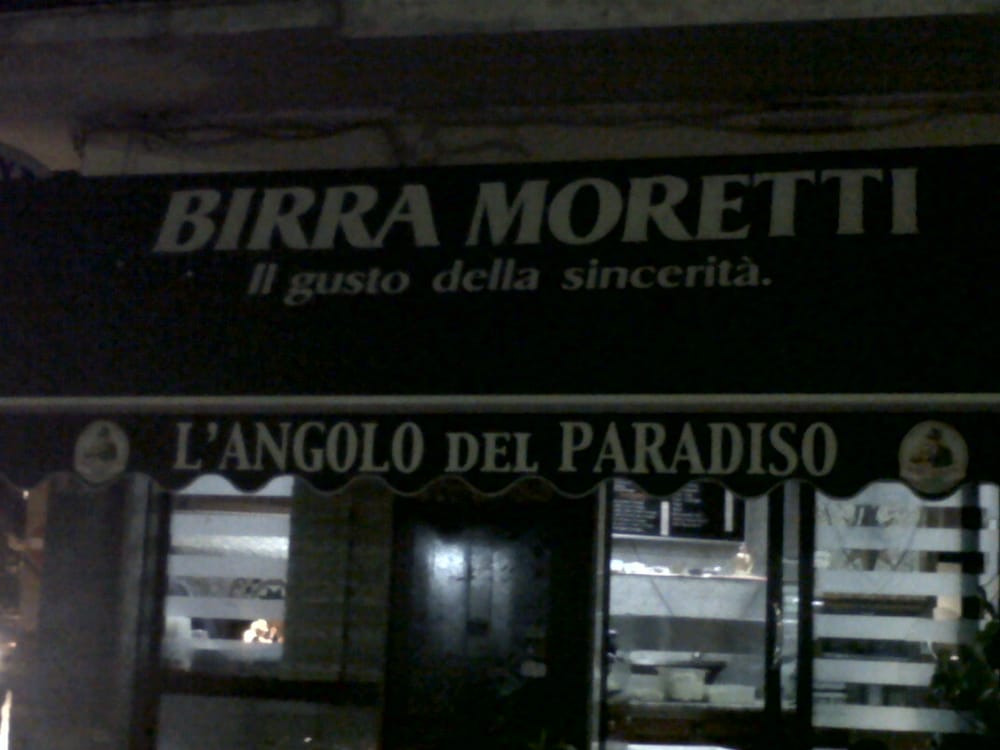 BIRRA MORETTI
Il gusto della sincerità.
L'ANGOLO DEL PARADISO